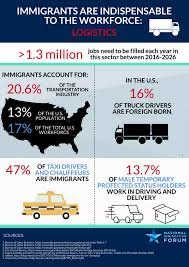 IMMIGRANTS ARE INDISPENSABLE
TO THE WORKFORCE:
LOGISTICS
>1.3 million
jobs need to be filled each year in
this sector between 2016-2026
IMMIGRANTS ACCOUNT FOR:
20.6%
OF THE
TRANSPORTATION
INDUSTRY
13%
OF THE U.S.
POPULATION
17%
OF THE TOTAL U.S.
WORKFORCE
IN THE U.S.,
16%
OF TRUCK DRIVERS
ARE FOREIGN BORN.
47%
OF TAXI DRIVERS
AND CHAUFFEURS
ARE IMMIGRANTS
13.7%
OF MALE TEMPORARY
PROTECTED STATUS HOLDERS
WORK IN DRIVING AND
DELIVERY
SOURCES:
NATIONAL
IMMIGRATION
FORUM